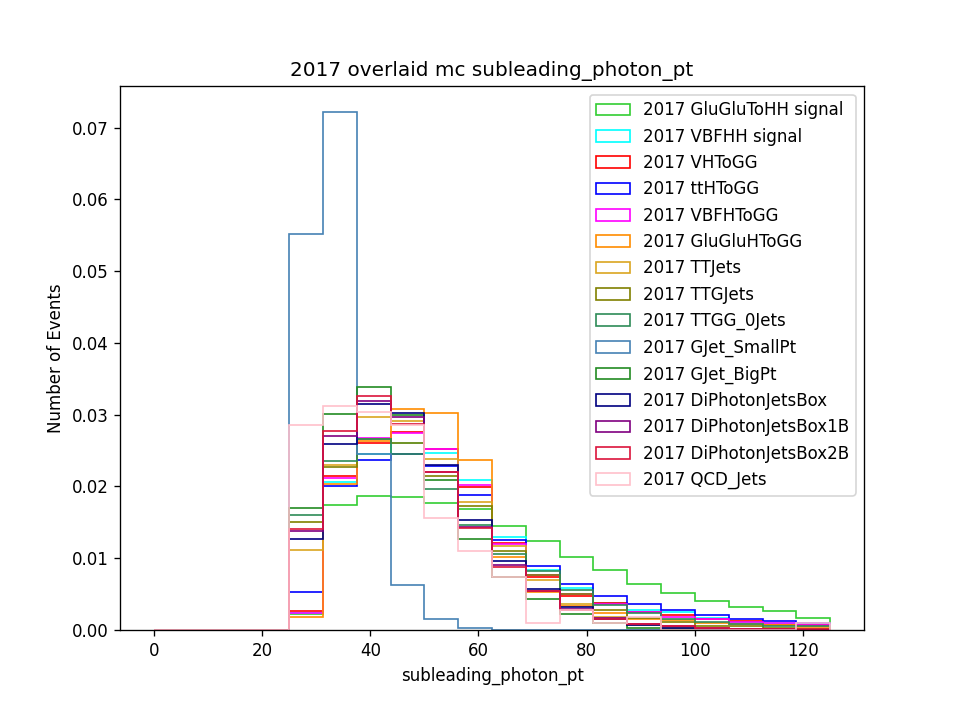 2017 overlaid mc subleading_photon_pt
Number of Events
0.07
0.06
0.05
0.04
0.03
0.02
0.01
0.00
0
20
40
60
80
100
120
subleading_photon_pt
2017 GluGluToHH signal
2017 VBFHH signal
2017 VHToGG
2017 ttHToGG
2017 VBFHToGG
2017 GluGluHToGG
2017 TTJets
2017 TTGJets
2017 TTGG_0Jets
2017 GJet_SmallPt
2017 GJet_BigPt
2017 DiPhotonJetsBox
2017 DiPhotonJetsBox1B
2017 DiPhotonJetsBox2B
2017 QCD_Jets